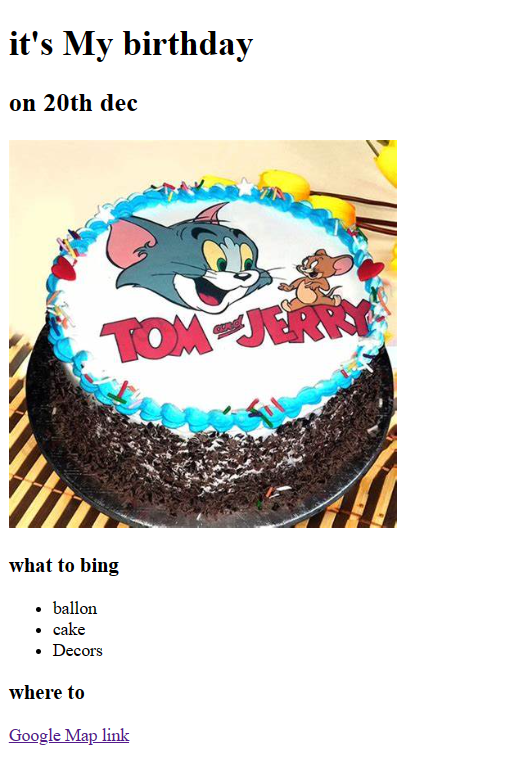 it's My birthday
on 20th dec
TOM and JERRY
what to bing
ballon
cake
Decors
where to
Google Map link